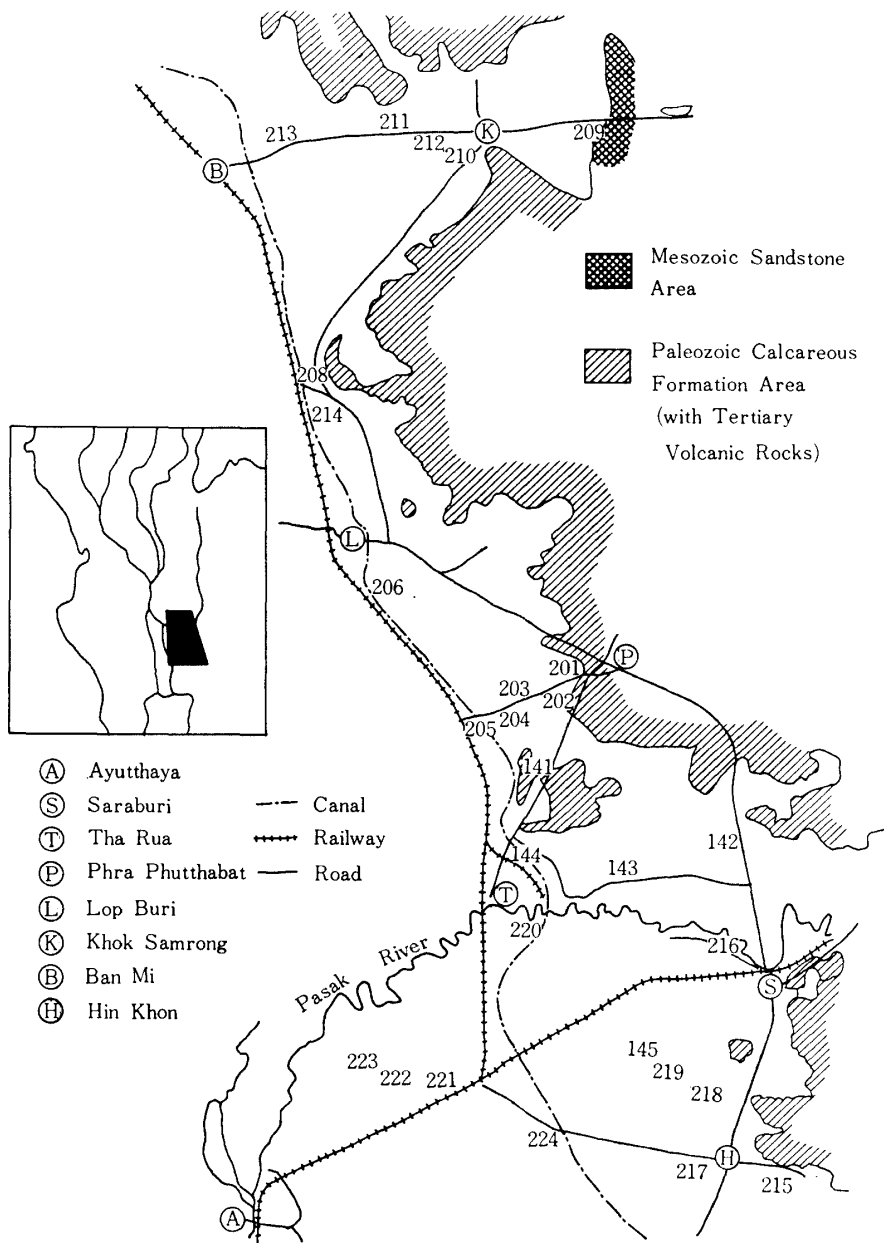 213
211
212
210
K
209
B
Mesozoic Sandstone
Area
Paleozoic Calcareous
Formation Area
(with Tertiary
Volcanic Rocks)
208
214
L
206
201
P
203
202
204
205
141
142
144
143
T
220
216
S
Pasak River
223
222
221
145
219
218
224
217
H
215
A
A Ayutthaya
S Saraburi
T Tha Rua
P Phra Phutthabat
L Lop Buri
K Khok Samrong
B Ban Mi
H Hin Khon
Canal
Railway
Road